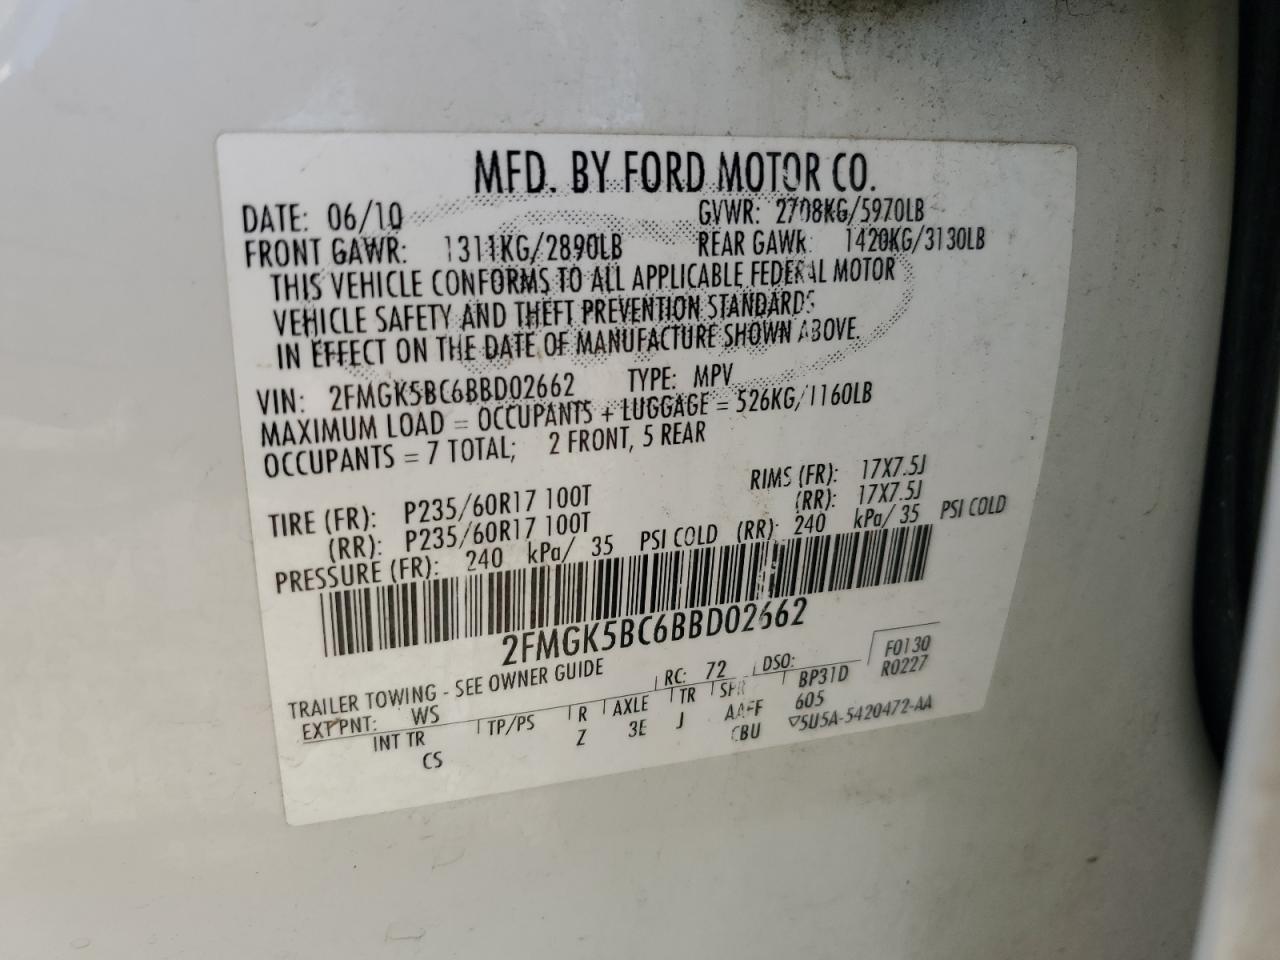 MFD. BY FORD MOTOR CO.
DATE: 06/10 GVWR: 2708KG/5970LB
FRONT GAWR: 1311KG/2890LB REAR GAWR: 1420KG/3130LB
THIS VEHICLE CONFORMS TO ALL APPLICABLE FEDERAL MOTOR
VEHICLE SAFETY AND THEFT PREVENTION STANDARDS
IN EFFECT ON THE DATE OF MANUFACTURE SHOWN ABOVE.
VIN: 2FMGK5BC6BBD02662 TYPE: MPV
MAXIMUM LOAD = OCCUPANTS + LUGGAGE = 526KG/1160LB
OCCUPANTS = 7 TOTAL; 2 FRONT, 5 REAR
TIRE (FR): P235/60R17 100T RIMS (FR): 17X7.5J
(RR): P235/60R17 100T (RR): 17X7.5J
PRESSURE (FR): 240 kPa/ 35 PSI COLD (RR): 240 kPa/ 35 PSI COLD
2FMGK5BC6BBD02662
TRAILER TOWING - SEE OWNER GUIDE
RC: 72 DSO: F0130
R0227
EXT PNT: WS
INT TR TP/PS R AXLE TR SPR BP31D
CS Z 3E J AAFF 605
CBU ▽5U5A-5420472-AA